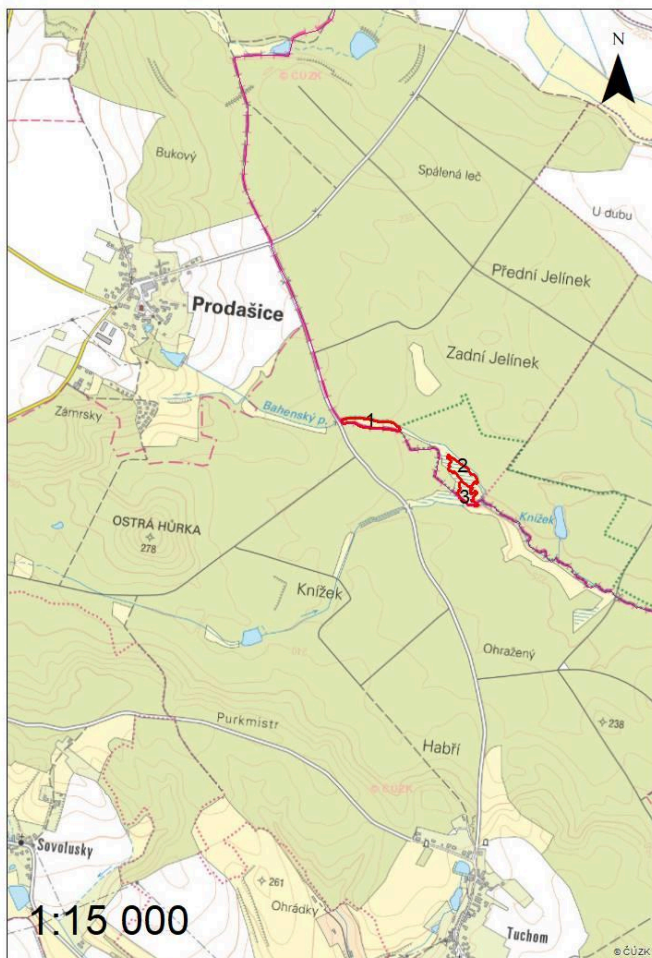 N
© ČÚZK
Bukový
Spálená leč
U dubu
Přední Jelínek
Prodašice
Zadní Jelínek
Zámrsky
Bahenský p.
1
2
3
Knížek
OSTRÁ HŮRKA
278
Knížek
Ohražený
238
Purkmistr
Habří
© ČÚZK
Sovolusky
261
Ohrádky
1:15 000
Tuchom
© ČÚZK